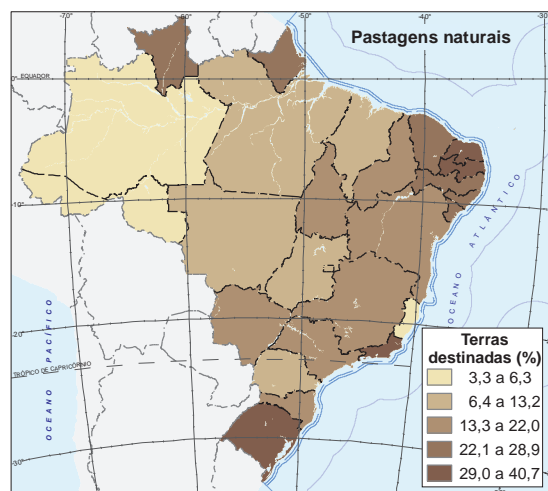 -70°
-60°
-50°
-40°
-30°
Pastagens naturais
EQUADOR
0°
-10°
OCEANO ATLÂNTICO
OCEANO PACÍFICO
-20°
TRÓPICO DE CAPRICÓRNIO
-30°
Terras
destinadas (%)
3,3 a 6,3
6,4 a 13,2
13,3 a 22,0
22,1 a 28,9
29,0 a 40,7